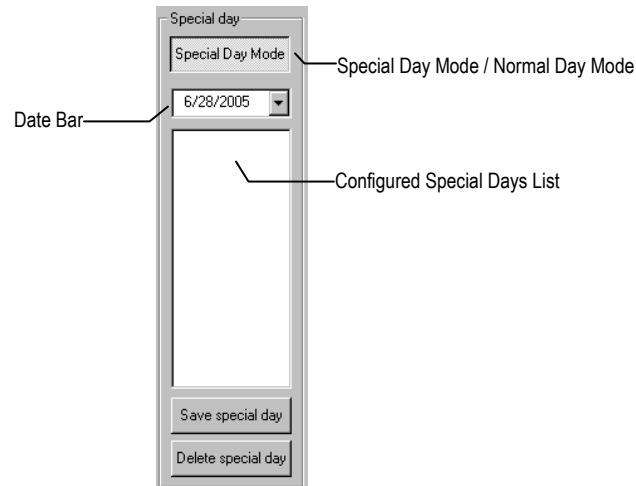 Special day
Special Day Mode
Special Day Mode / Normal Day Mode
6/28/2005
Date Bar
Configured Special Days List
Save special day
Delete special day